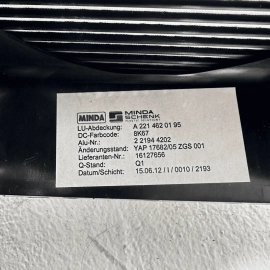 MINDA MINDA
SCHENK
LU-Abdeckung: A 221 462 01 95
DC-Farbcode: 8K67
Alu-Nr.: 2 2194 4202
Änderungsstand: YAP 17682/05 ZGS 001
Lieferanten-Nr.: 16127656
Q-Stand: Q1
Datum/Schicht: 15.06.12 / I / 0010 / 2193